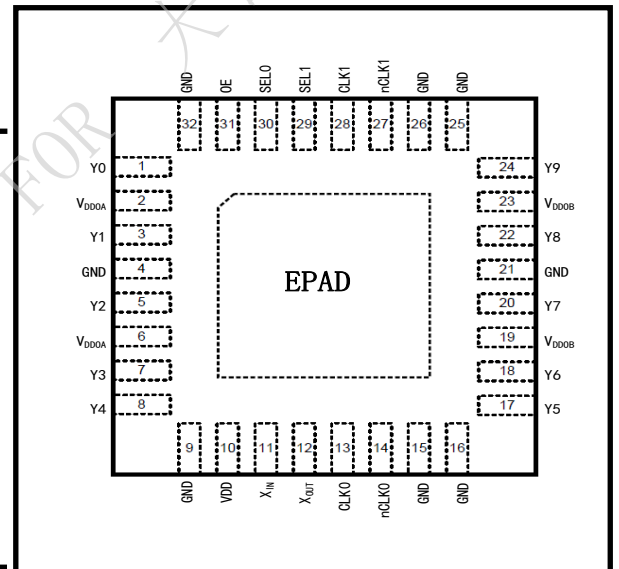 FOR 大
GND OE SEL0 SEL1 CLK1 nCLK1 GND GND
32 31 30 29 28 27 26 25
Y0 1 24 Y9
VDDOA 2 23 VDDOB
Y1 3 22 Y8
GND 4 21 GND
EPAD
Y2 5 20 Y7
VDDOA 6 19 VDDOB
Y3 7 18 Y6
Y4 8 17 Y5
9 10 11 12 13 14 15 16
GND VDD XIN XOUT CLK0 nCLK0 GND GND